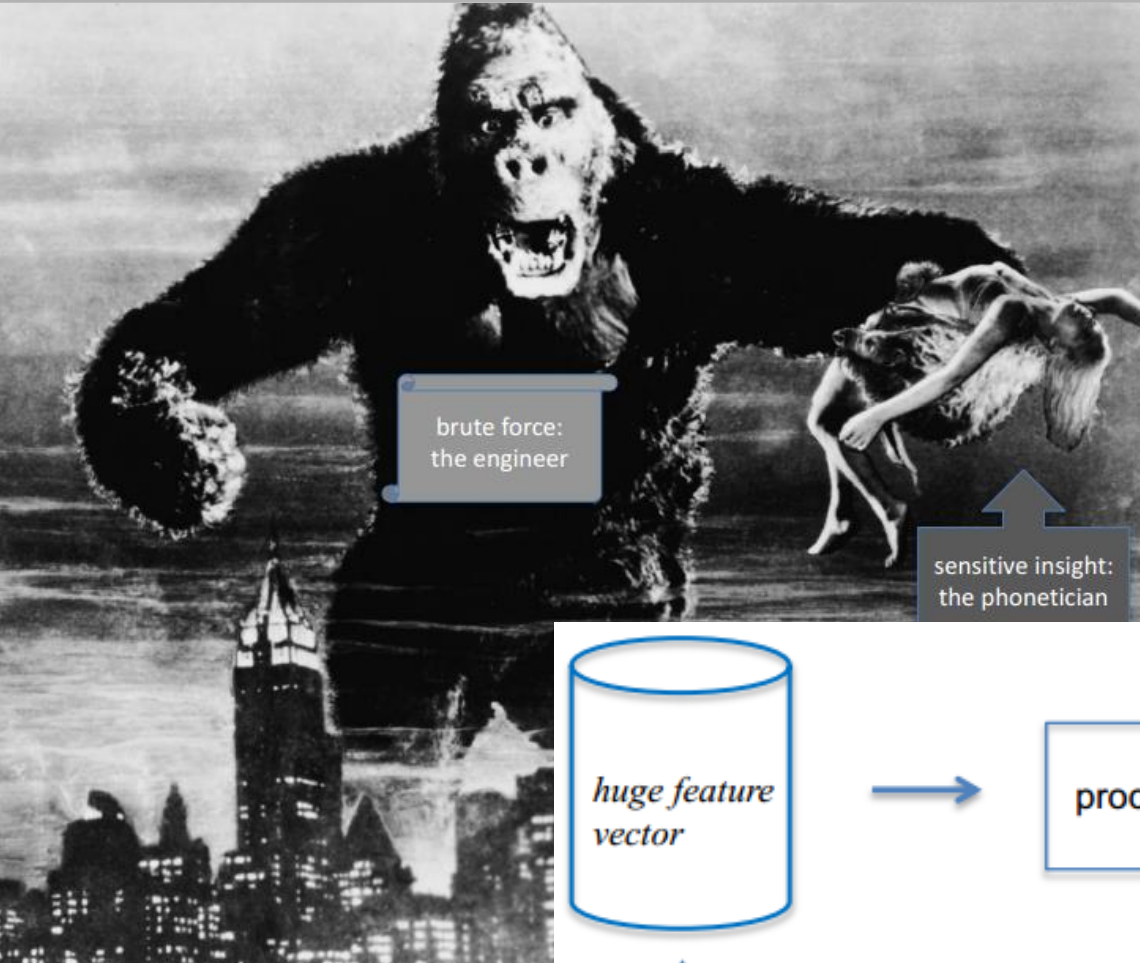 brute force:
the engineer
sensitive insight:
the phonetician
huge feature
vector